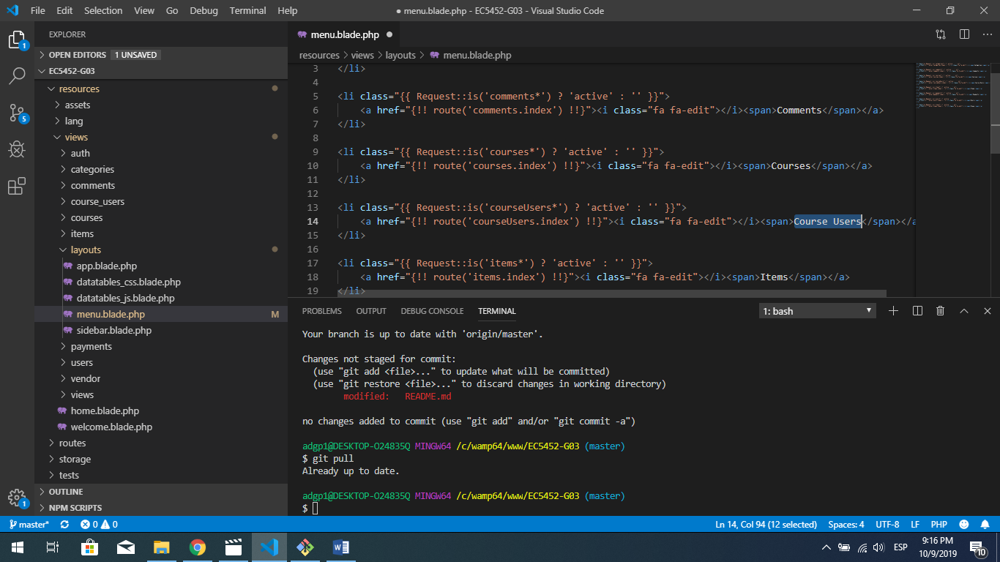 File Edit Selection View Go Debug Terminal Help
● menu.blade.php - EC5452-G03 - Visual Studio Code
EXPLORER
OPEN EDITORS 1 UNSAVED
EC5452-G03
resources
assets
lang
views
auth
categories
comments
course_users
courses
items
layouts
app.blade.php
datatables_css.blade.php
datatables_js.blade.php
menu.blade.php M
sidebar.blade.php
payments
users
vendor
views
home.blade.php
welcome.blade.php
routes
storage
tests
OUTLINE
NPM SCRIPTS
1
5
1
menu.blade.php ●
resources > views > layouts > menu.blade.php
3 </li>
4
5 <li class="{{ Request::is('comments*') ? 'active' : '' }}">
6 <a href="{!! route('comments.index') !!}"><i class="fa fa-edit"></i><span>Comments</span></a>
7 </li>
8
9 <li class="{{ Request::is('courses*') ? 'active' : '' }}">
10 <a href="{!! route('courses.index') !!}"><i class="fa fa-edit"></i><span>Courses</span></a>
11 </li>
12
13 <li class="{{ Request::is('courseUsers*') ? 'active' : '' }}">
14 <a href="{!! route('courseUsers.index') !!}"><i class="fa fa-edit"></i><span>Course Users</span></a
15 </li>
16
17 <li class="{{ Request::is('items*') ? 'active' : '' }}">
18 <a href="{!! route('items.index') !!}"><i class="fa fa-edit"></i><span>Items</span></a>
19 </li>
PROBLEMS OUTPUT DEBUG CONSOLE TERMINAL 1: bash
Your branch is up to date with 'origin/master'.
Changes not staged for commit:
(use "git add <file>..." to update what will be committed)
(use "git restore <file>..." to discard changes in working directory)
modified: README.md
no changes added to commit (use "git add" and/or "git commit -a")
adgp1@DESKTOP-O24835Q MINGW64 /c/wamp64/www/EC5452-G03 (master)
$ git pull
Already up to date.
adgp1@DESKTOP-O24835Q MINGW64 /c/wamp64/www/EC5452-G03 (master)
$
master* 0 0 Ln 14, Col 94 (12 selected) Spaces: 4 UTF-8 LF PHP
ESP
9:16 PM
10/9/2019
10